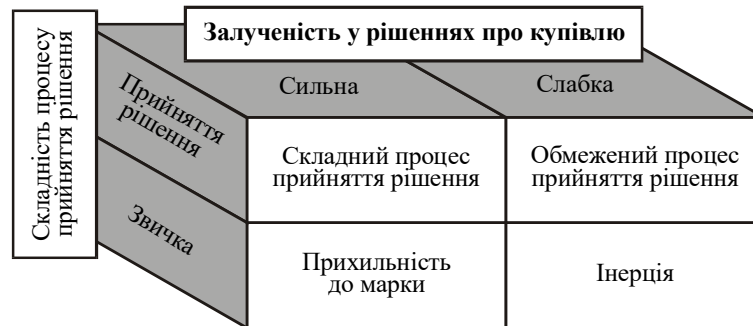 Залученість у рішеннях про купівлю
Складність процесу
прийняття рішення
Сильна
Слабка
Прийняття
рішення
Складний процес
прийняття рішення
Обмежений процес
прийняття рішення
Звичка
Прихильність
до марки
Інерція